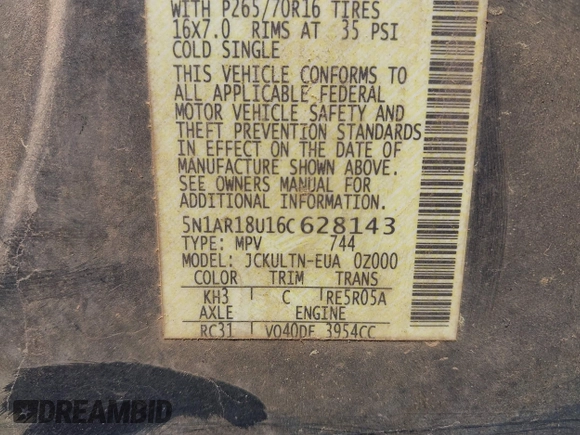 WITH P265/70R16 TIRES
16X7.0 RIMS AT 35 PSI
COLD SINGLE
THIS VEHICLE CONFORMS TO
ALL APPLICABLE FEDERAL
MOTOR VEHICLE SAFETY AND
THEFT PREVENTION STANDARDS
IN EFFECT ON THE DATE OF
MANUFACTURE SHOWN ABOVE.
SEE OWNERS MANUAL FOR
ADDITIONAL INFORMATION.
5N1AR18U16C628143
TYPE: MPV 744
MODEL: JCKULTN-EUA 0Z000
COLOR TRIM TRANS
KH3 C RE5R05A
AXLE ENGINE
RC31 VQ40DE 3954CC
DREAMBID